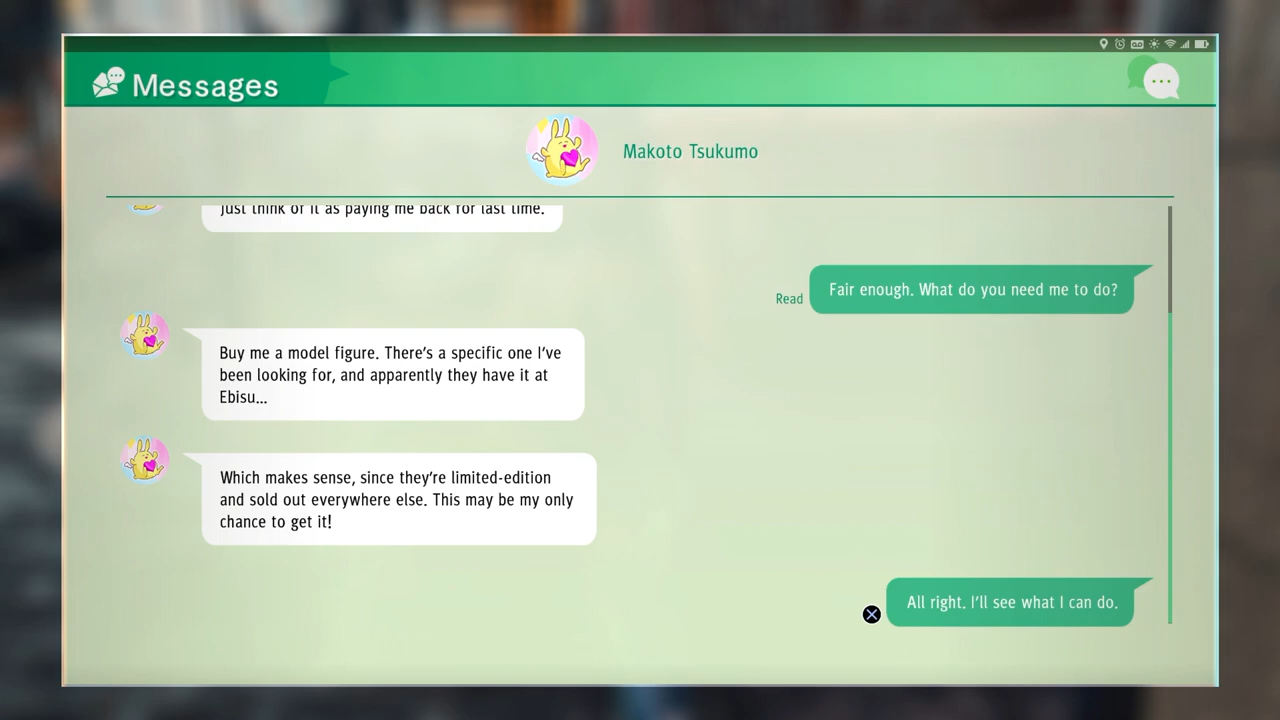 Messages
Makoto Tsukumo
Just think of it as paying me back for last time.
Fair enough. What do you need me to do?
Read
Buy me a model figure. There's a specific one I've
been looking for, and apparently they have it at
Ebisu...
Which makes sense, since they're limited-edition
and sold out everywhere else. This may be my only
chance to get it!
All right. I'll see what I can do.